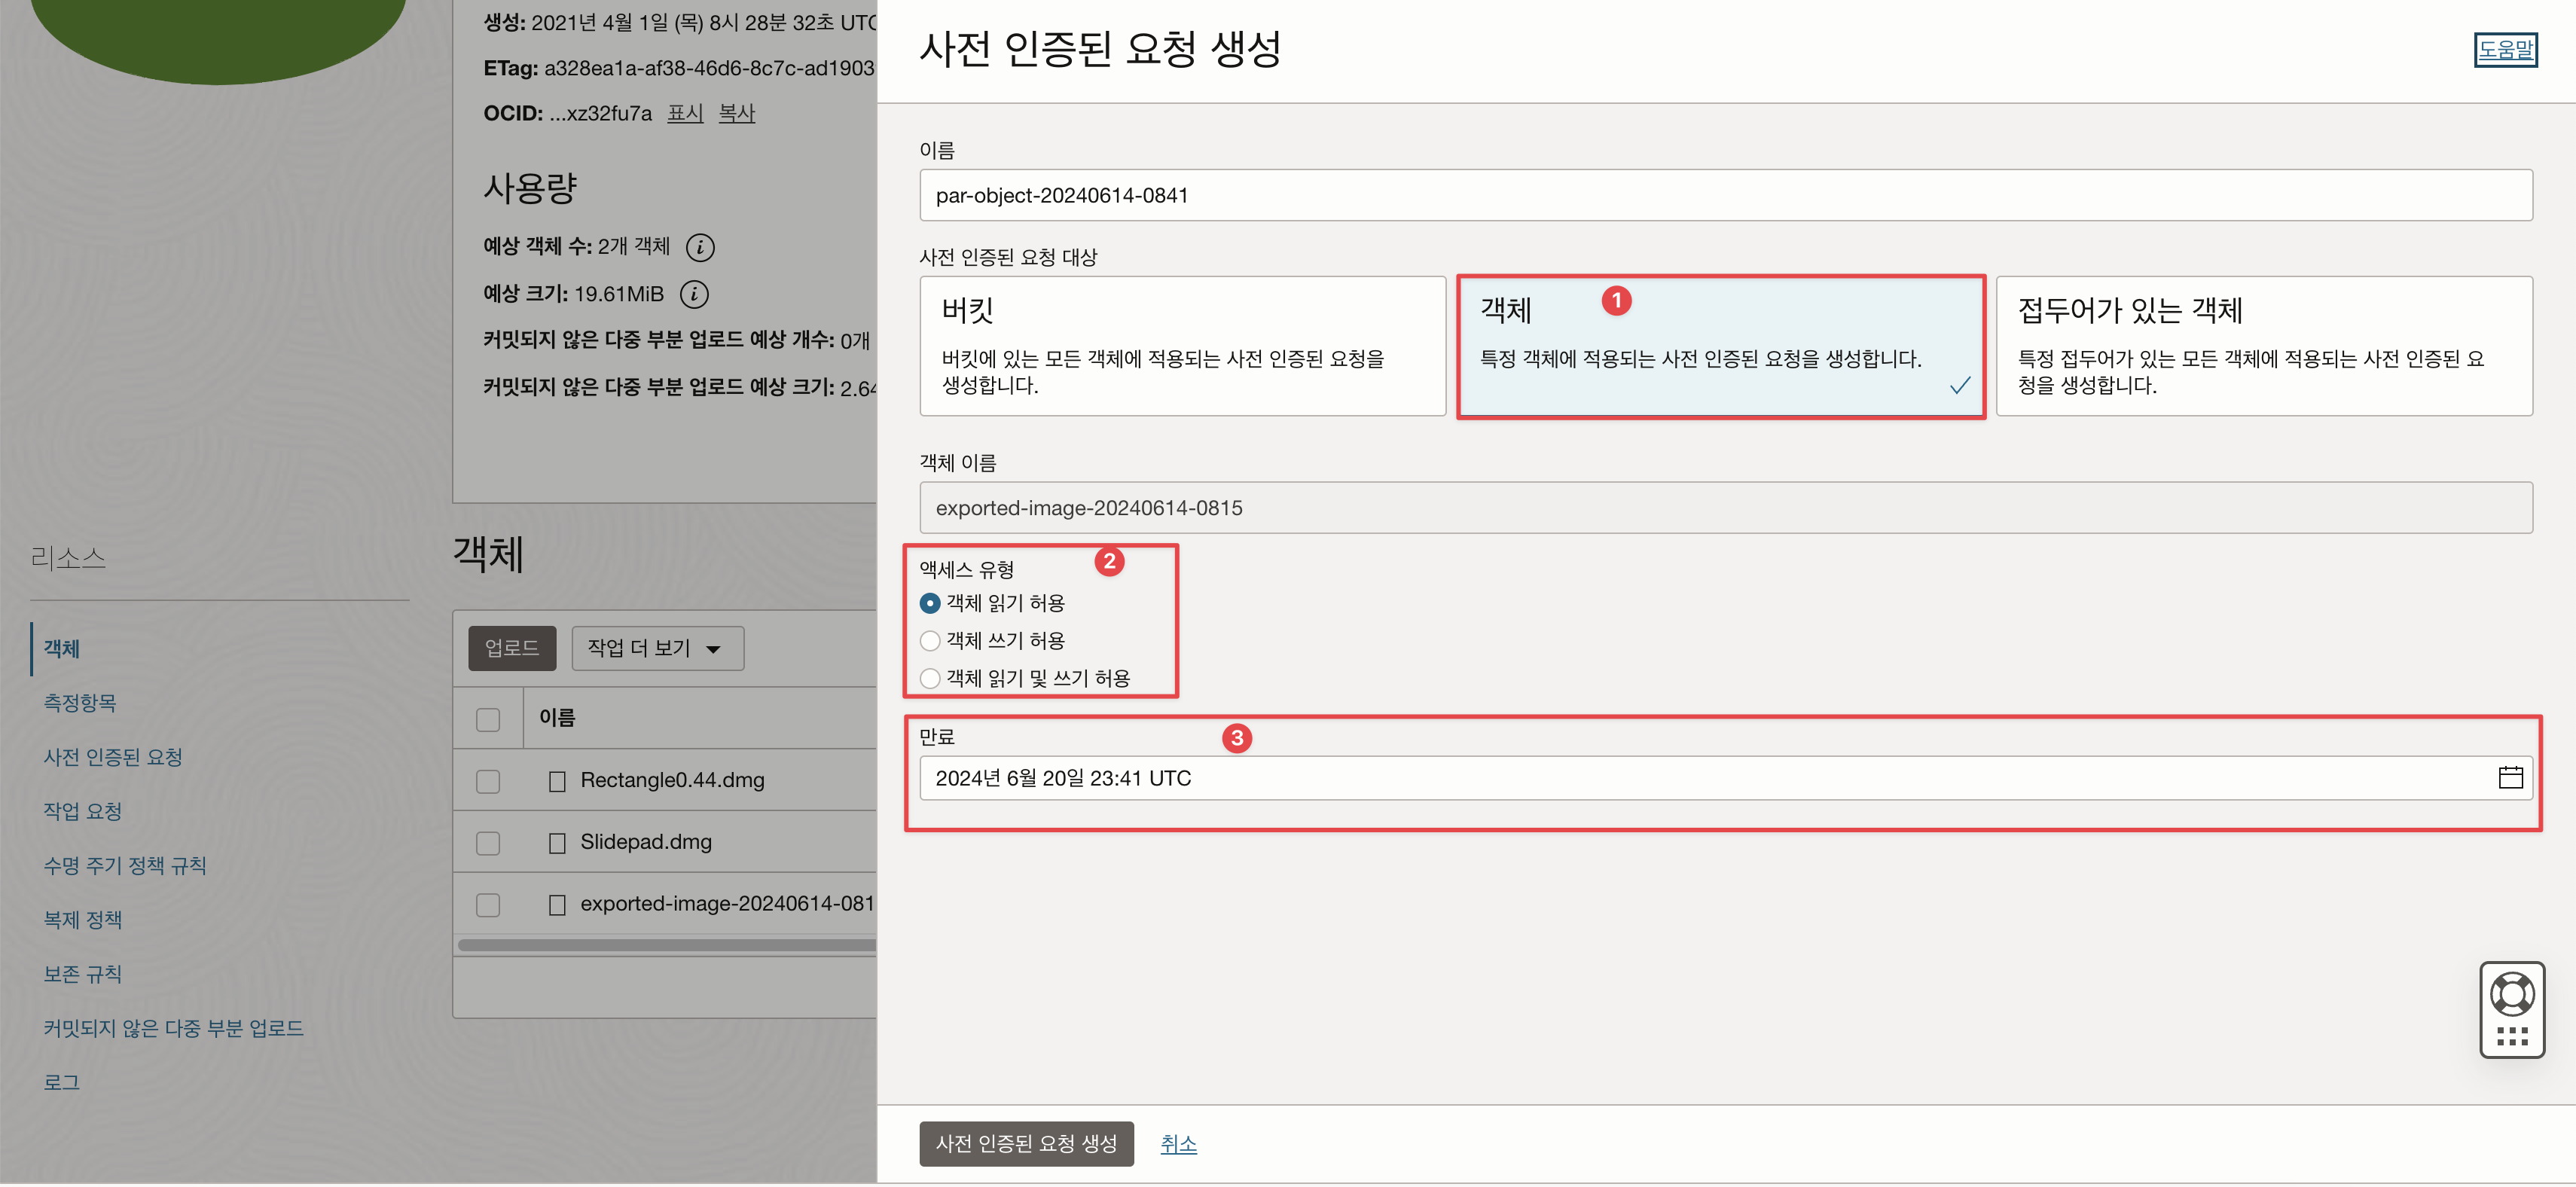 생성: 2021년 4월 1일 (목) 8시 28분 32초 UTC
ETag: a328ea1a-af38-46d6-8c7c-ad1903
OCID: ...xz32fu7a 표시 복사
사용량
예상 객체 수: 2개 객체 i
예상 크기: 19.61MiB i
커밋되지 않은 다중 부분 업로드 예상 개수: 0개
커밋되지 않은 다중 부분 업로드 예상 크기: 2.64
리소스
객체
측정항목
사전 인증된 요청
작업 요청
수명 주기 정책 규칙
복제 정책
보존 규칙
커밋되지 않은 다중 부분 업로드
로그
객체
업로드 작업 더 보기
이름
Rectangle0.44.dmg
Slidepad.dmg
exported-image-20240614-081
사전 인증된 요청 생성
도움말
이름
par-object-20240614-0841
사전 인증된 요청 대상
버킷
버킷에 있는 모든 객체에 적용되는 사전 인증된 요청을
생성합니다.
객체 1
특정 객체에 적용되는 사전 인증된 요청을 생성합니다.
접두어가 있는 객체
특정 접두어가 있는 모든 객체에 적용되는 사전 인증된 요
청을 생성합니다.
객체 이름
exported-image-20240614-0815
액세스 유형 2
객체 읽기 허용
객체 쓰기 허용
객체 읽기 및 쓰기 허용
만료 3
2024년 6월 20일 23:41 UTC
사전 인증된 요청 생성 취소